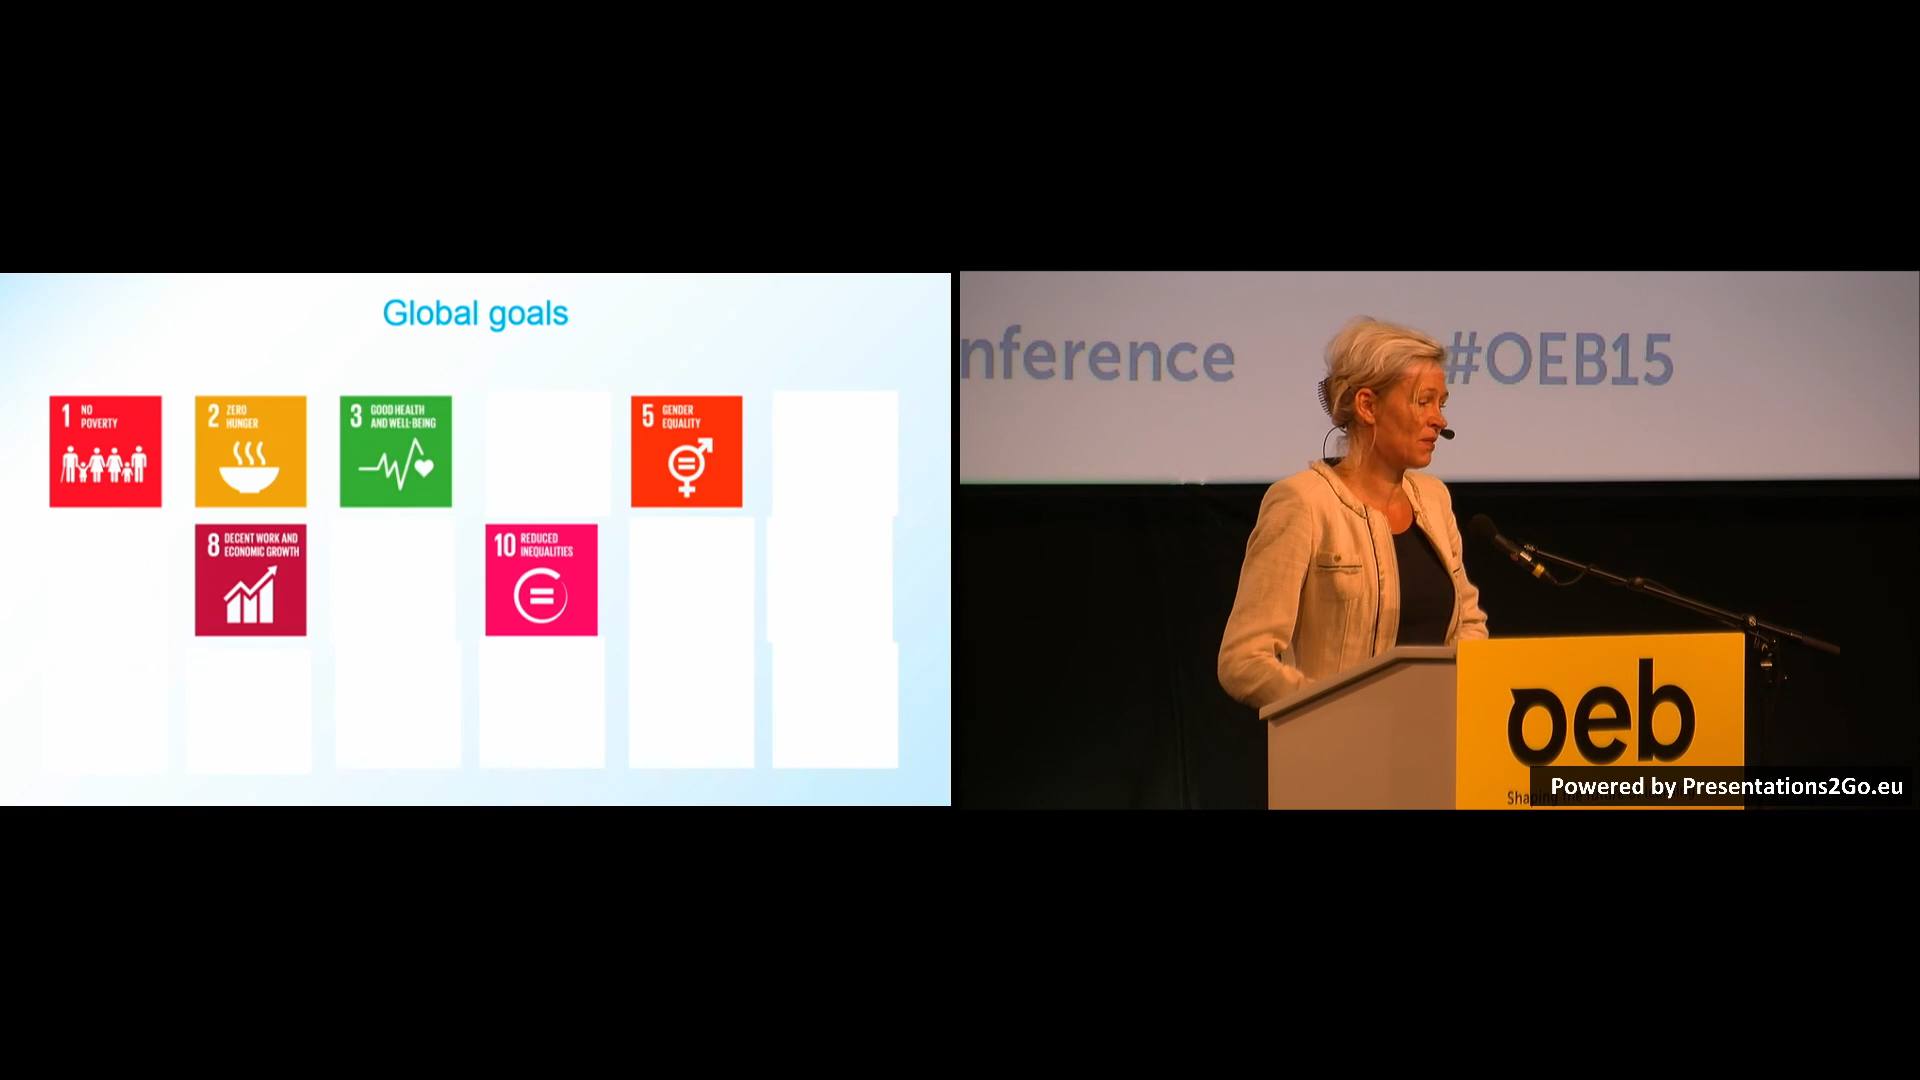 Global goals
1 NO
POVERTY
2 ZERO
HUNGER
3 GOOD HEALTH
AND WELL-BEING
5 GENDER
EQUALITY
8 DECENT WORK AND
ECONOMIC GROWTH
10 REDUCED
INEQUALITIES
nference #OEB15
oeb
Powered by Presentations2Go.eu